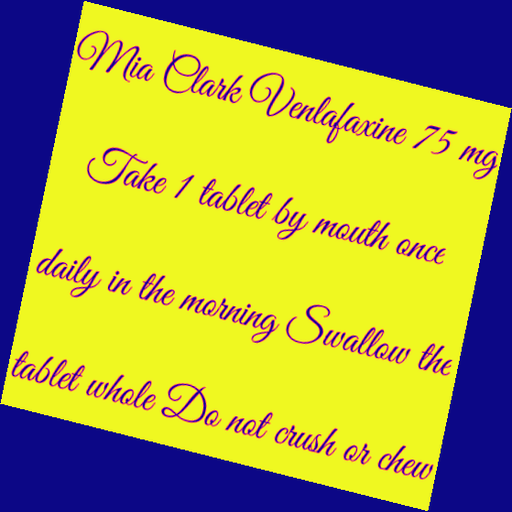 Mia Clark Venlafaxine 75 mg
Take 1 tablet by mouth once
daily in the morning Swallow the
tablet whole Do not crush or chew